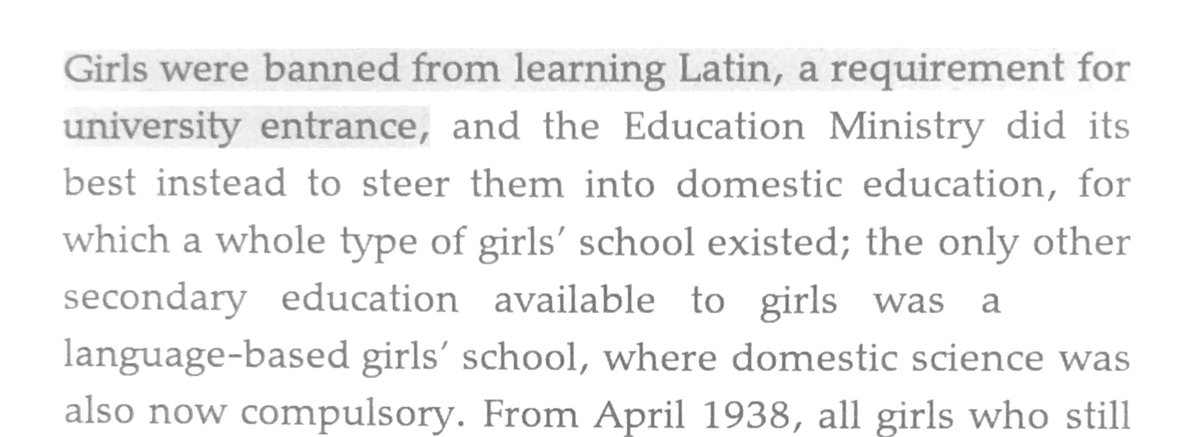 Girls were banned from learning Latin, a requirement for
university entrance, and the Education Ministry did its
best instead to steer them into domestic education, for
which a whole type of girls’ school existed; the only other
secondary education available to girls was a
language-based girls’ school, where domestic science was
also now compulsory. From April 1938, all girls who still